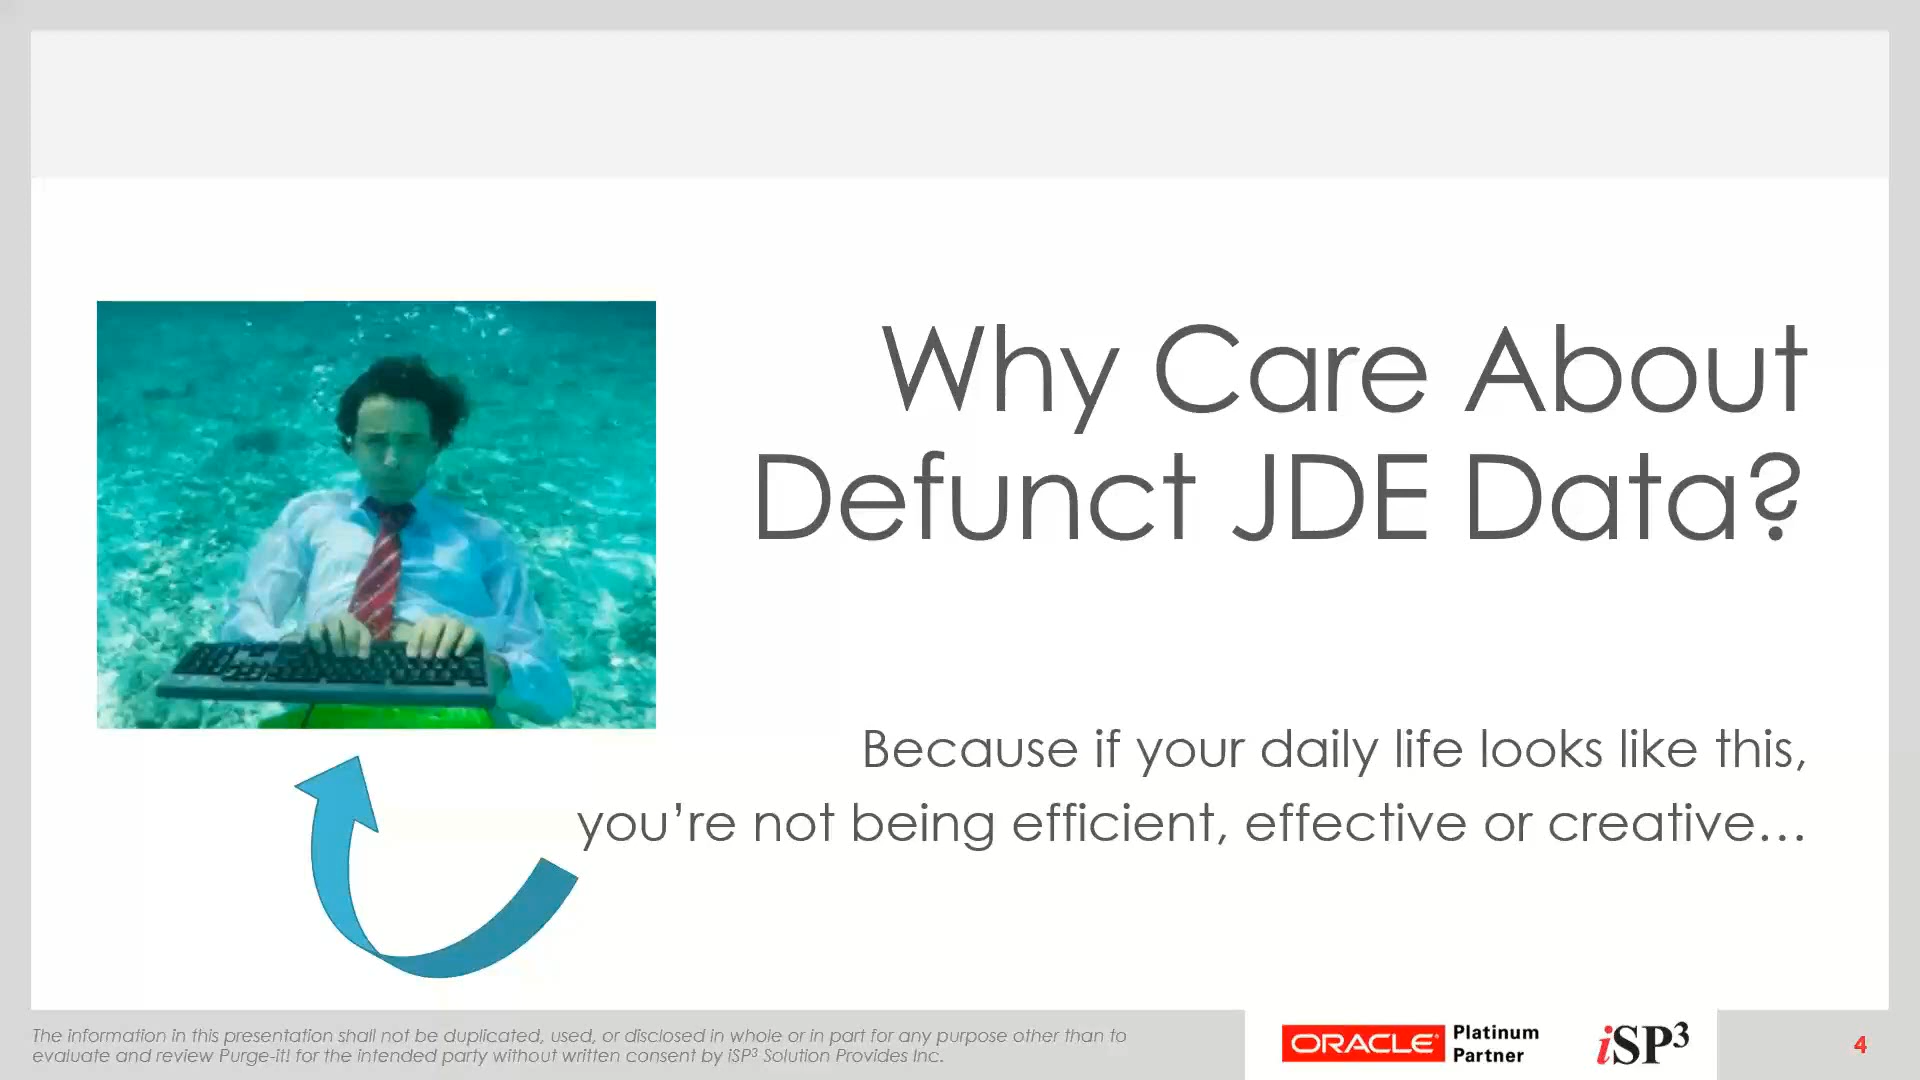 Why Care About
Defunct JDE Data?
Because if your daily life looks like this,
you’re not being efficient, effective or creative…
The information in this presentation shall not be duplicated, used, or disclosed in whole or in part for any purpose other than to
evaluate and review Purge-it! for the intended party without written consent by iSP³ Solution Provides Inc.
ORACLE Platinum
Partner
iSP³
4